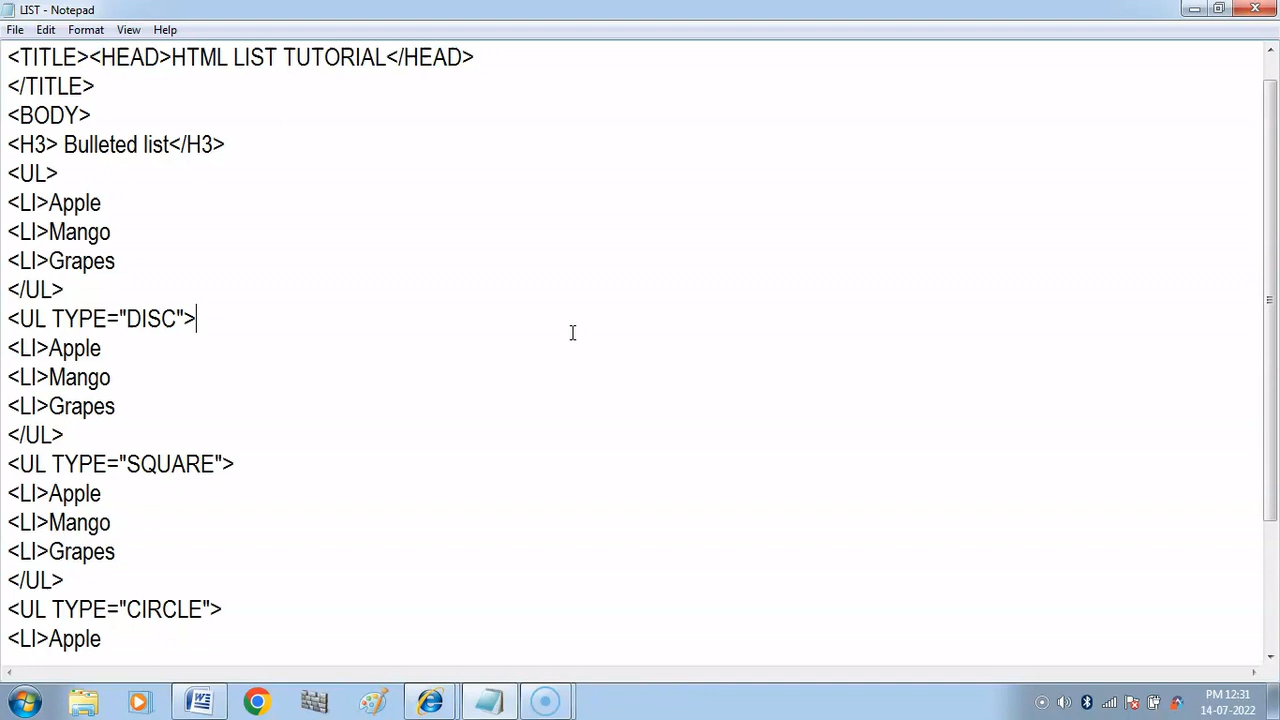 LIST - Notepad
File Edit Format View Help
<TITLE><HEAD>HTML LIST TUTORIAL</HEAD>
</TITLE>
<BODY>
<H3> Bulleted list</H3>
<UL>
<LI>Apple
<LI>Mango
<LI>Grapes
</UL>
<UL TYPE="DISC">
<LI>Apple
<LI>Mango
<LI>Grapes
</UL>
<UL TYPE="SQUARE">
<LI>Apple
<LI>Mango
<LI>Grapes
</UL>
<UL TYPE="CIRCLE">
<LI>Apple
PM 12:31
14-07-2022